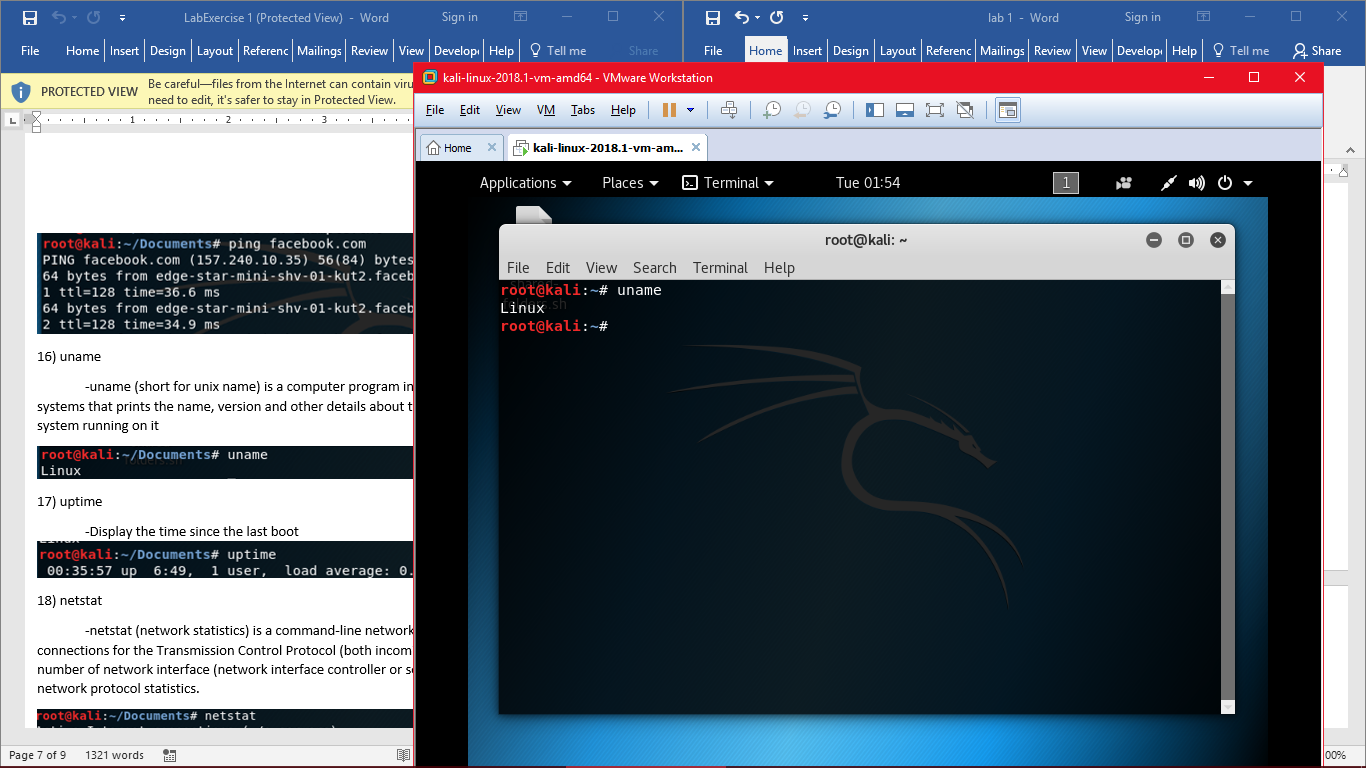 LabExercise 1 (Protected View) - Word
Sign in
File Home Insert Design Layout Referenc Mailings Review View Develope Help Tell me Share
PROTECTED VIEW
Be careful—files from the Internet can contain viru
need to edit, it's safer to stay in Protected View.
1 2 3
root@kali:~/Documents# ping facebook.com
PING facebook.com (157.240.10.35) 56(84) bytes
64 bytes from edge-star-mini-shv-01-kut2.faceb
1 ttl=128 time=36.6 ms
64 bytes from edge-star-mini-shv-01-kut2.faceb
2 ttl=128 time=34.9 ms
16) uname
-uname (short for unix name) is a computer program in
systems that prints the name, version and other details about t
system running on it
root@kali:~/Documents# uname
folders.sh
Linux
17) uptime
-Display the time since the last boot
root@kali:~/Documents# uptime
00:35:57 up 6:49, 1 user, load average: 0.
18) netstat
-netstat (network statistics) is a command-line network
connections for the Transmission Control Protocol (both incom
number of network interface (network interface controller or so
network protocol statistics.
root@kali:~/Documents# netstat
Page 7 of 9 1321 words
lab 1 - Word
Sign in
File Home Insert Design Layout Referenc Mailings Review View Develope Help Tell me Share
kali-linux-2018.1-vm-amd64 - VMware Workstation
File Edit View VM Tabs Help
Home kali-linux-2018.1-vm-am...
Applications Places Terminal Tue 01:54 1
root@kali: ~
File Edit View Search Terminal Help
root@kali:~# uname
Linux
root@kali:~#
00%